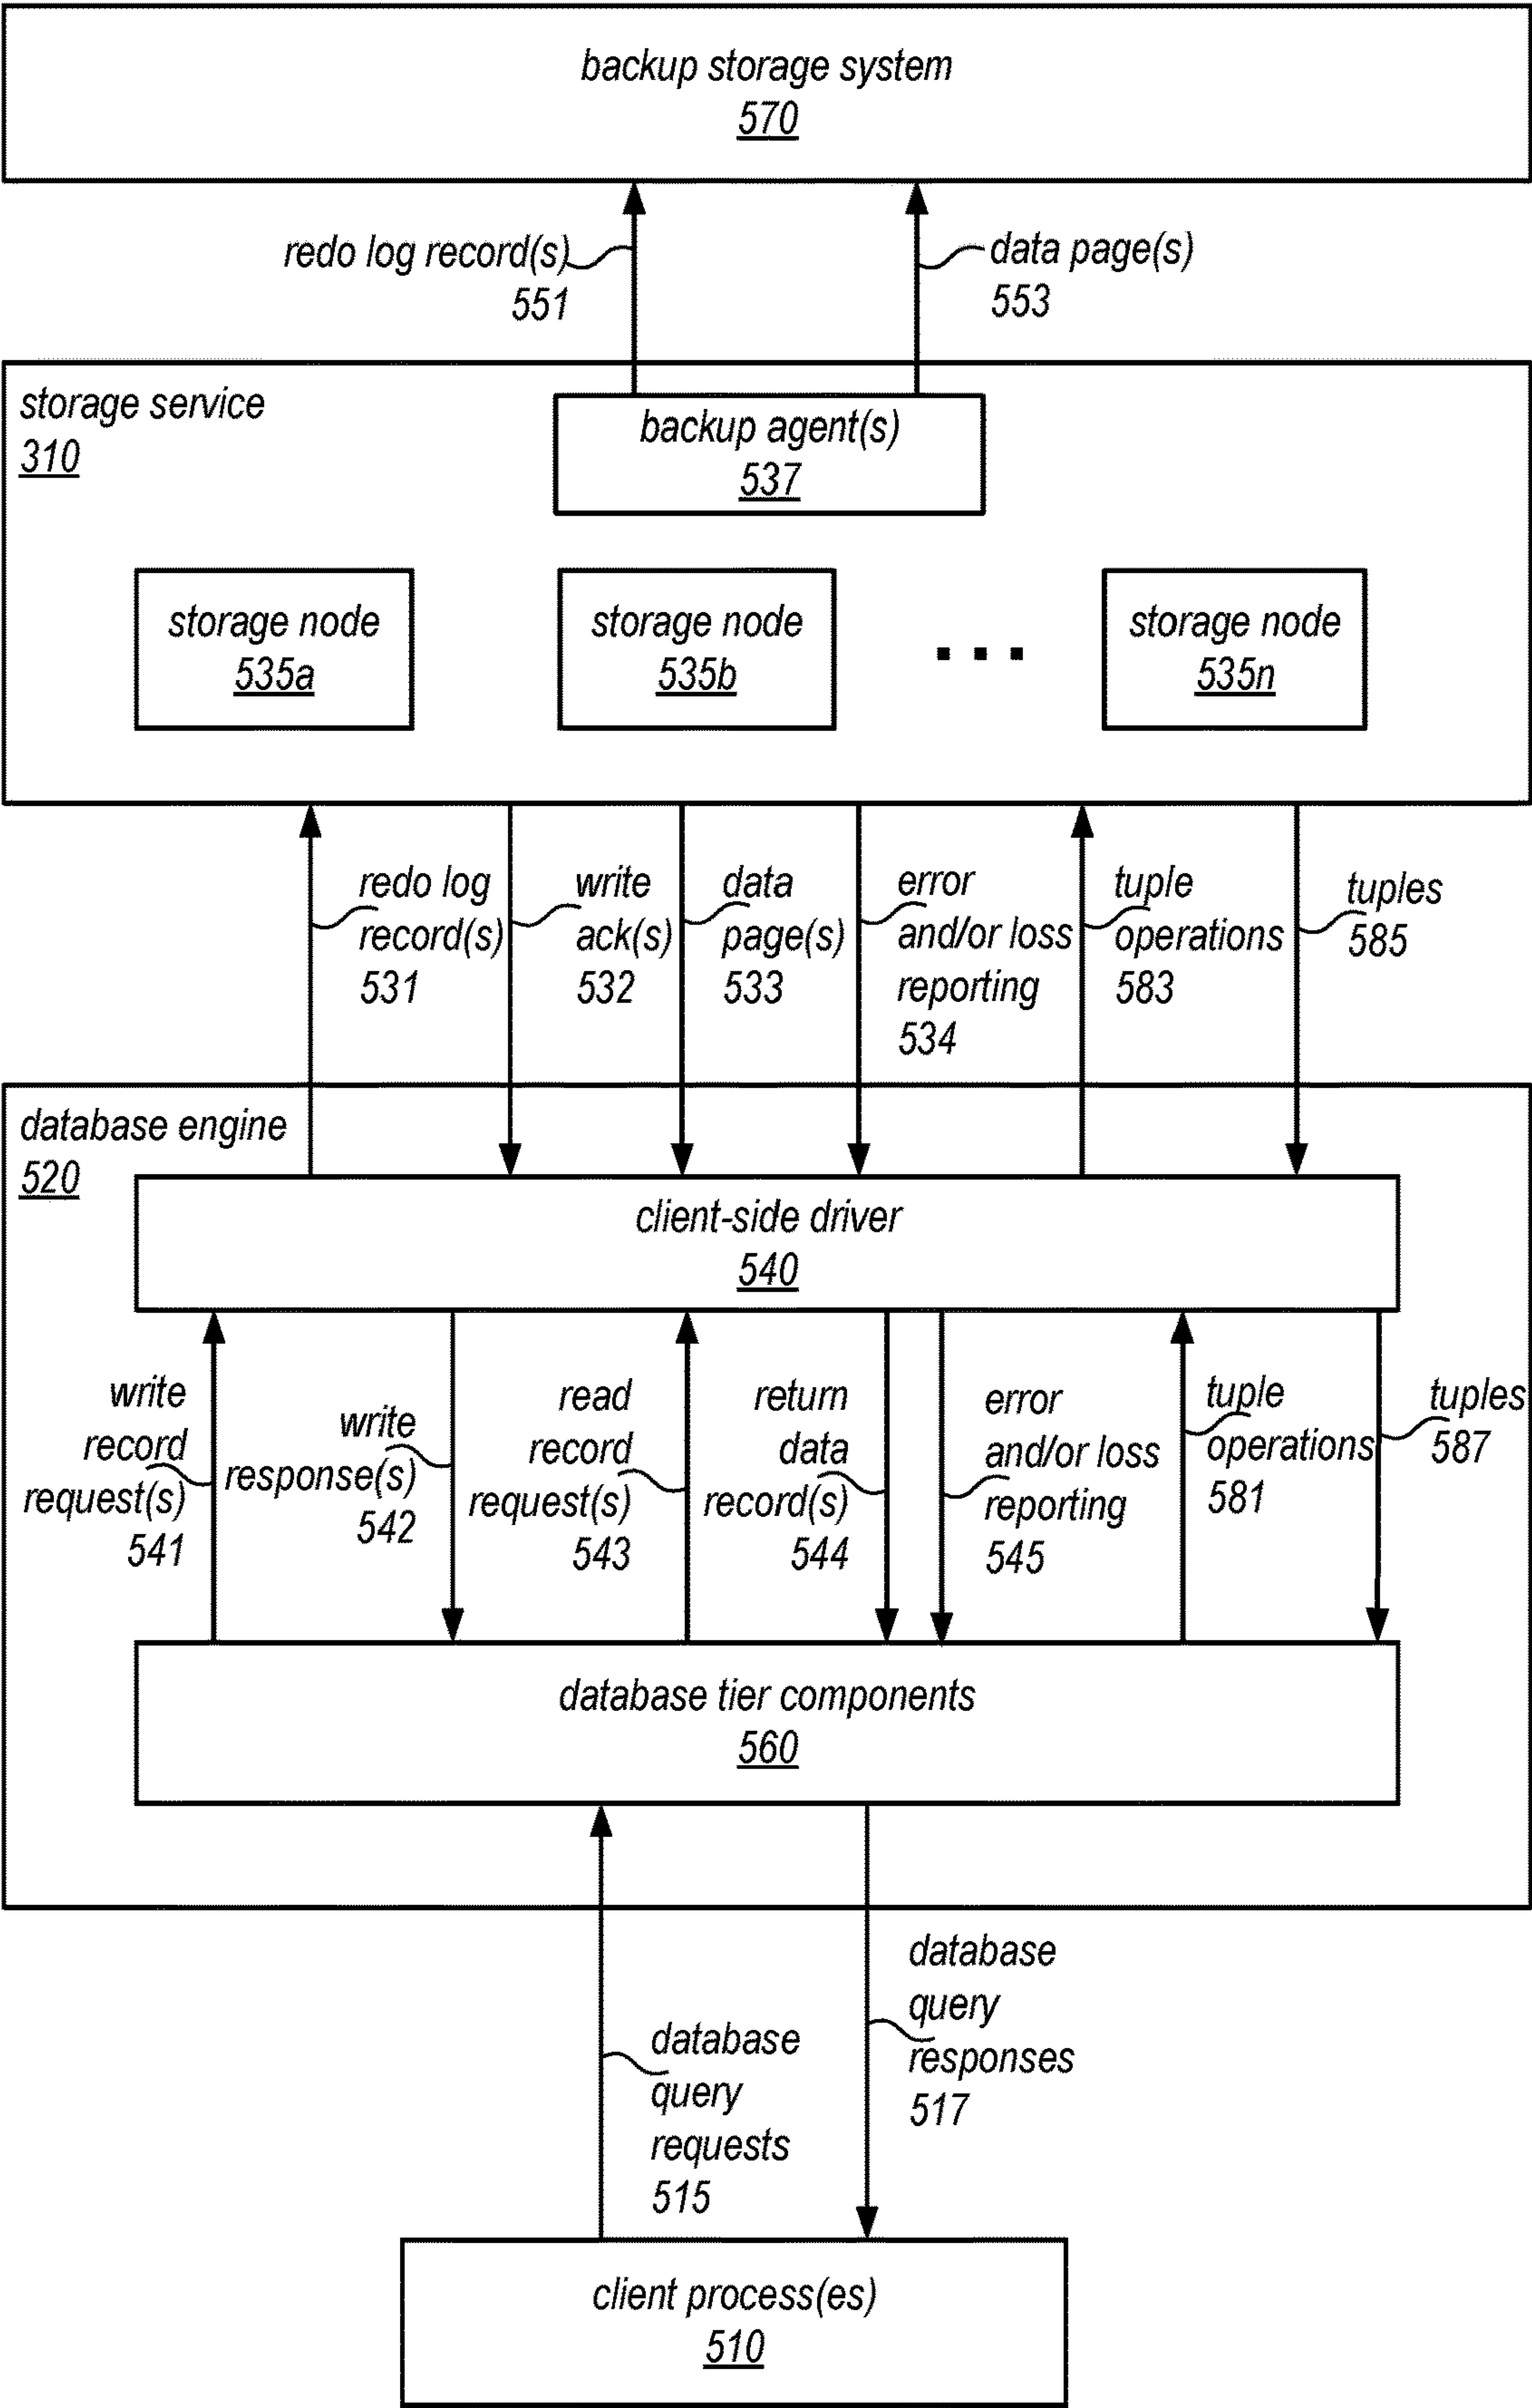 backup storage system
570
redo log record(s)
551
data page(s)
553
storage service
310
backup agent(s)
537
storage node
535a
storage node
535b
storage node
535n
redo log
record(s)
531
write
ack(s)
532
data
page(s)
533
error
and/or loss
reporting
534
tuple
operations
583
tuples
585
database engine
520
client-side driver
540
write
record
request(s)
541
write
response(s)
542
read
record
request(s)
543
return
data
record(s)
544
error
and/or loss
reporting
545
tuple
operations
581
tuples
587
database tier components
560
database
query
requests
515
database
query
responses
517
client process(es)
510